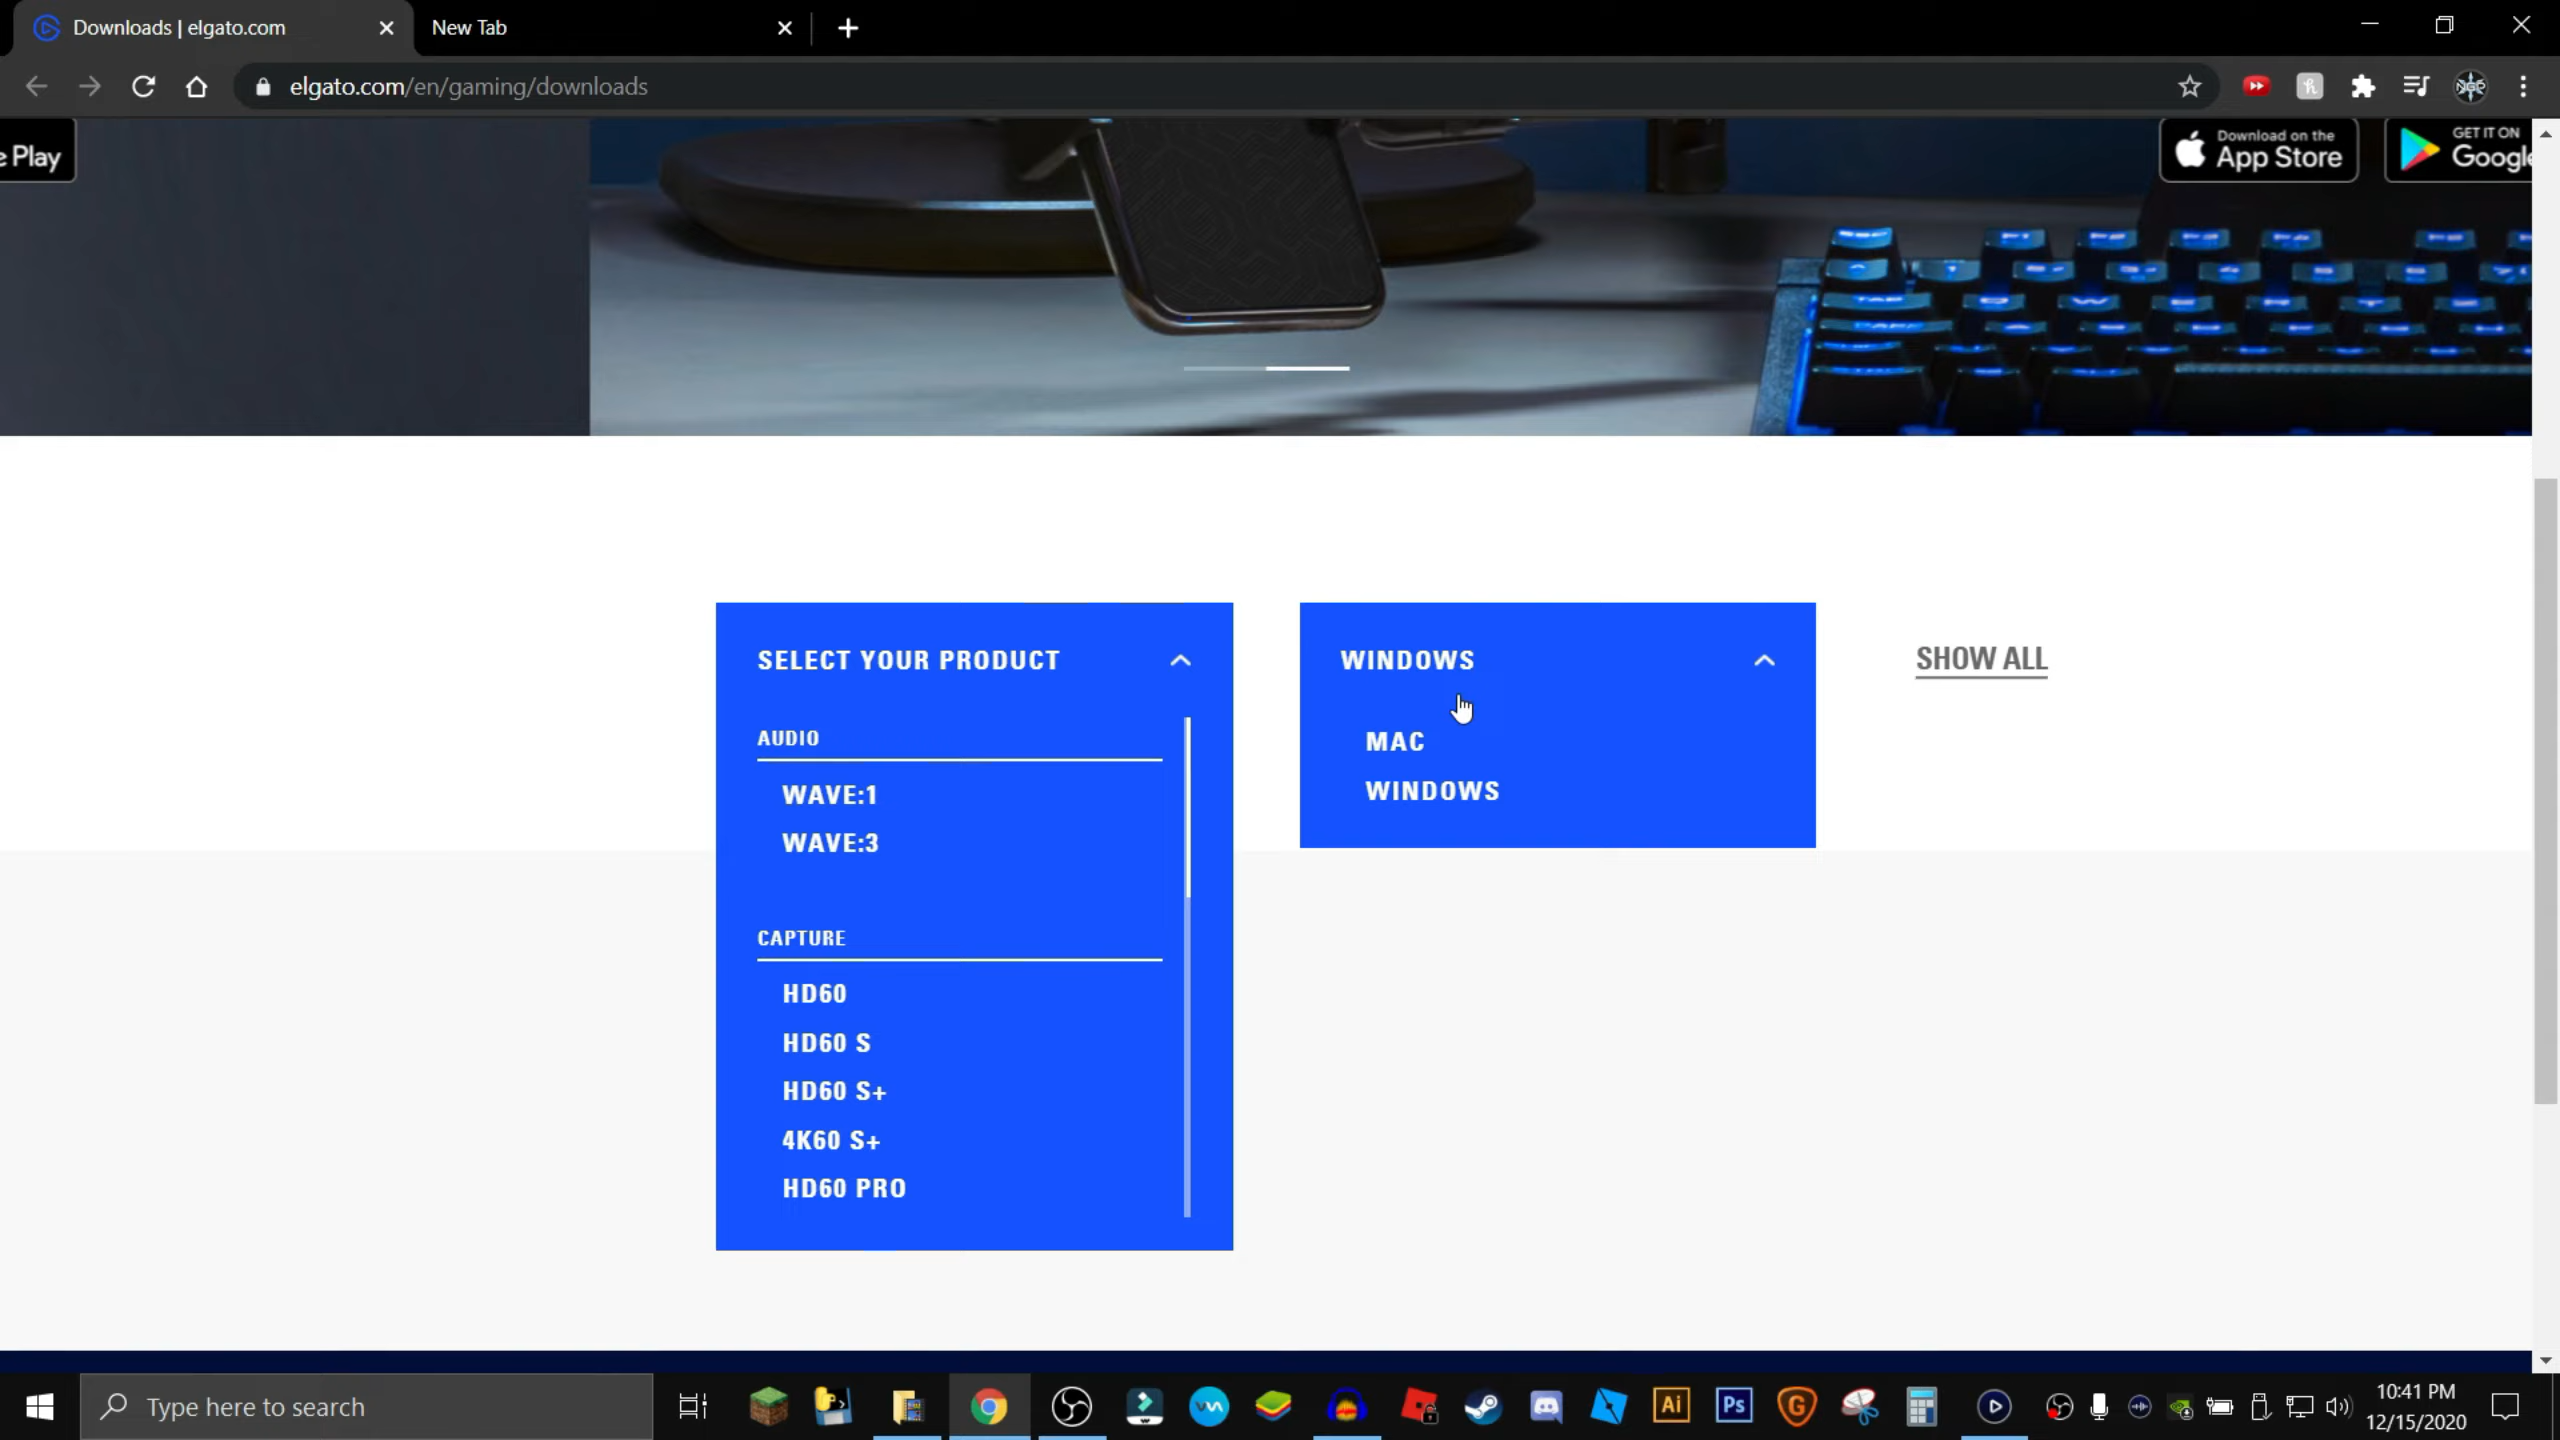 Downloads | elgato.com
New Tab
elgato.com/en/gaming/downloads
e Play
Download on the
App Store
GET IT ON
Google
SELECT YOUR PRODUCT
AUDIO
WAVE:1
WAVE:3
CAPTURE
HD60
HD60 S
HD60 S+
4K60 S+
HD60 PRO
WINDOWS
MAC
WINDOWS
SHOW ALL
Type here to search
Ai
Ps
10:41 PM
12/15/2020